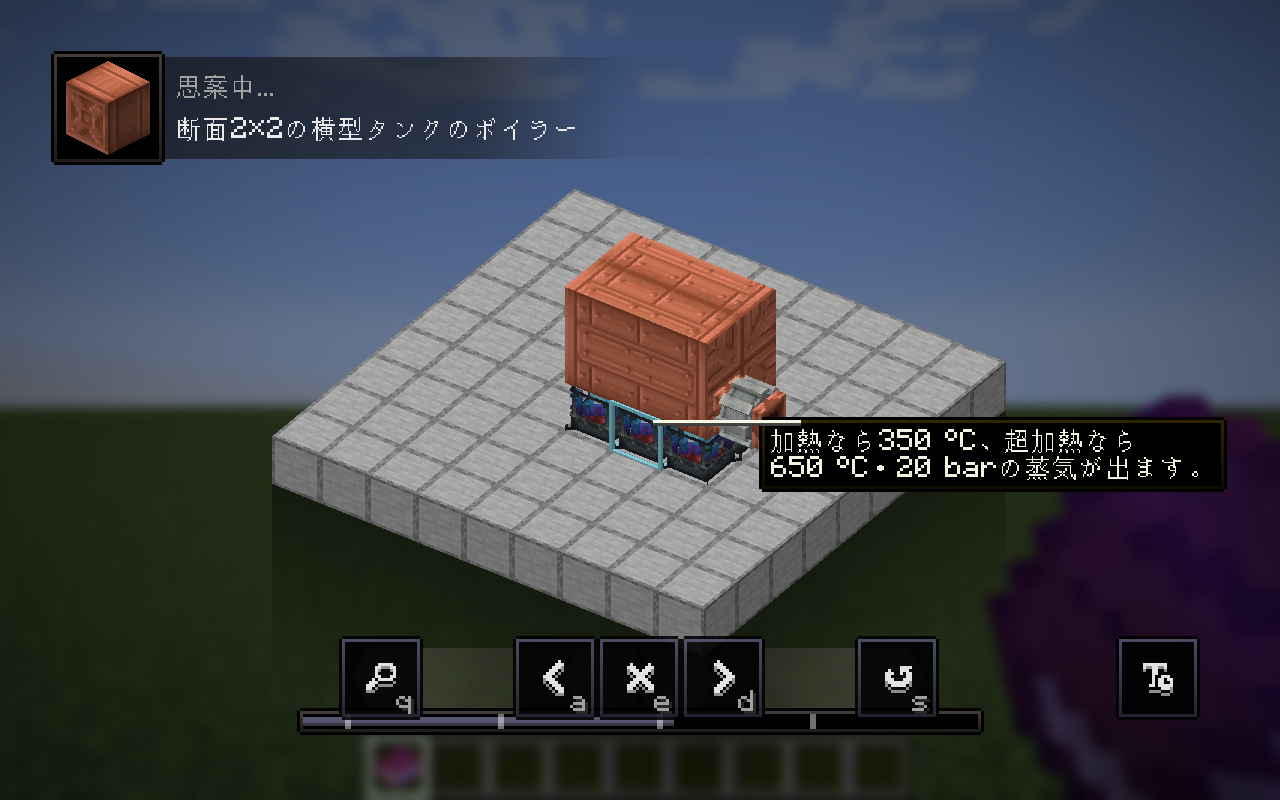 思案中...
断面2×2の横型タンクのボイラー
加熱なら350 ℃、超加熱なら
650 ℃・20 barの蒸気が出ます。
q
a
e
d
s